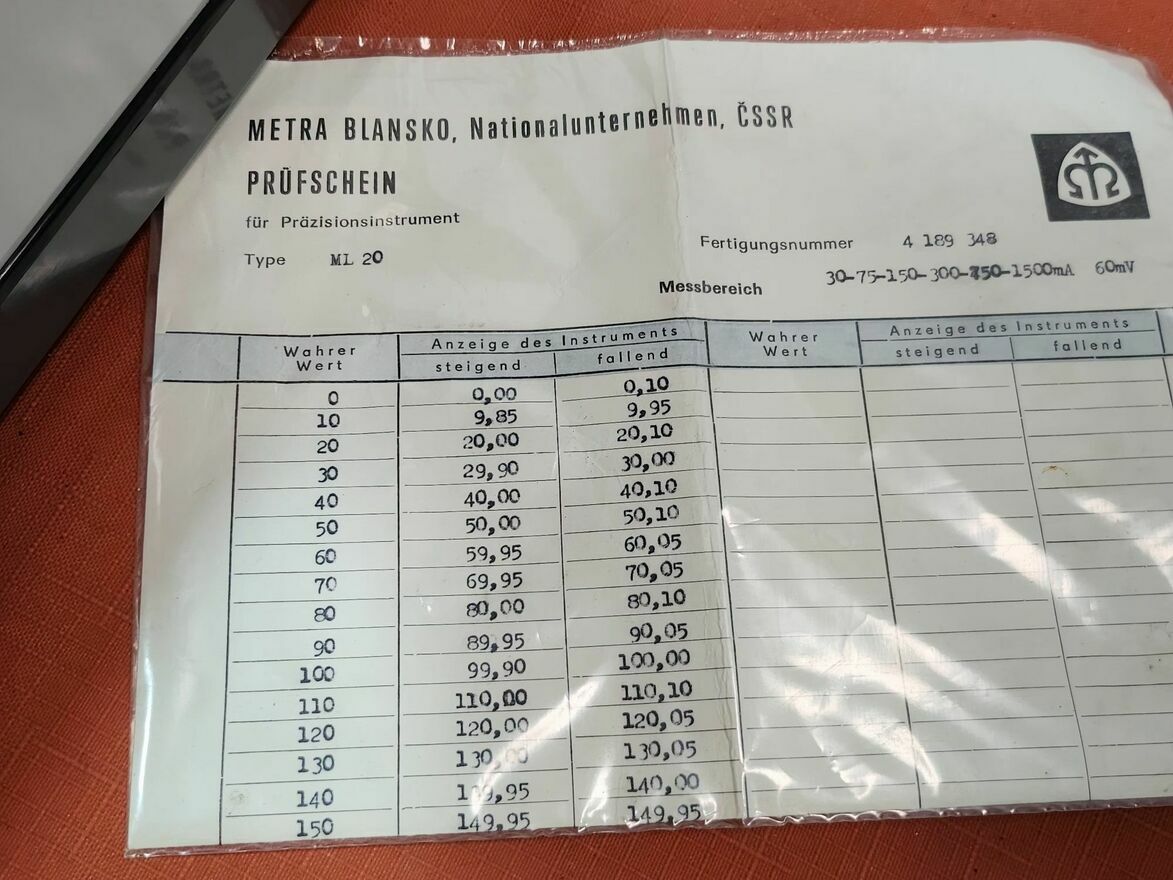 METRA BLANSKO, Nationalunternehmen, ČSSR
PRÜFSCHEIN
für Präzisionsinstrument
Type ML 20
Fertigungsnummer 4 189 348
Messbereich 30-75-150-300-750-1500mA 60mV
Wahrer Wert Anzeige des Instruments Wahrer Wert Anzeige des Instruments
steigend fallend steigend fallend
0 0,00 0,10
10 9,85 9,95
20 20,00 20,10
30 29,90 30,00
40 40,00 40,10
50 50,00 50,10
60 59,95 60,05
70 69,95 70,05
80 80,00 80,10
90 89,95 90,05
100 99,90 100,00
110 110,00 110,10
120 120,00 120,05
130 130,00 130,05
140 139,95 140,00
150 149,95 149,95